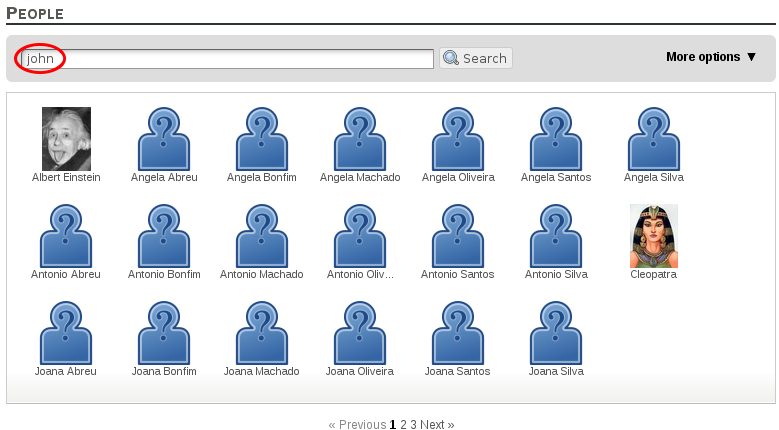 PEOPLE
john Search More options ▼
Albert Einstein Angela Abreu Angela Bonfim Angela Machado Angela Oliveira Angela Santos Angela Silva
Antonio Abreu Antonio Bonfim Antonio Machado Antonio Oliv... Antonio Santos Antonio Silva Cleopatra
Joana Abreu Joana Bonfim Joana Machado Joana Oliveira Joana Santos Joana Silva
« Previous 1 2 3 Next »